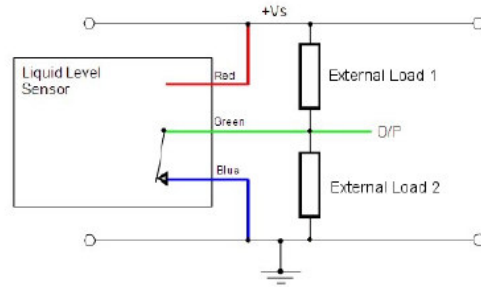 +Vs
Liquid Level
Sensor
Red
External Load 1
Green
O/P
Blue
External Load 2